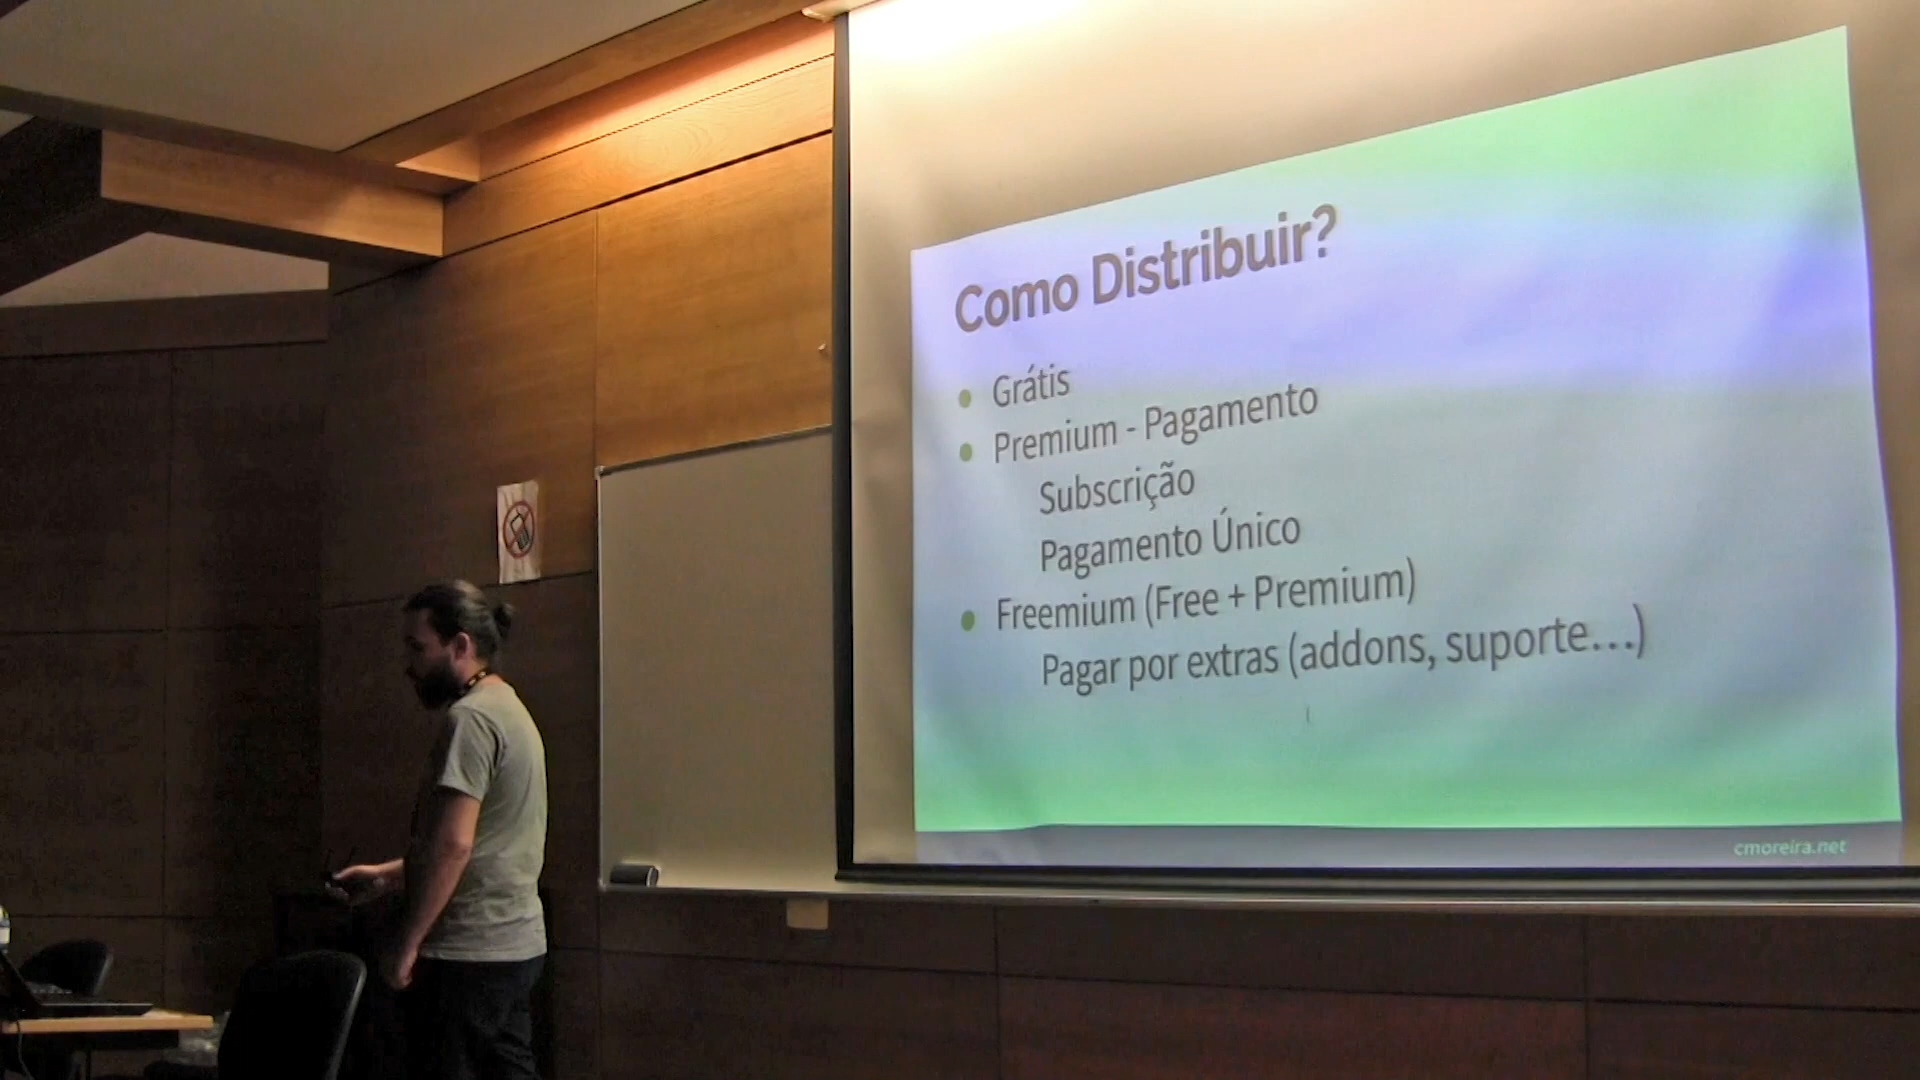 Como Distribuir?
Grátis
Premium - Pagamento
Subscrição
Pagamento Único
Freemium (Free + Premium)
Pagar por extras (addons, suporte...)
cmoreira.net